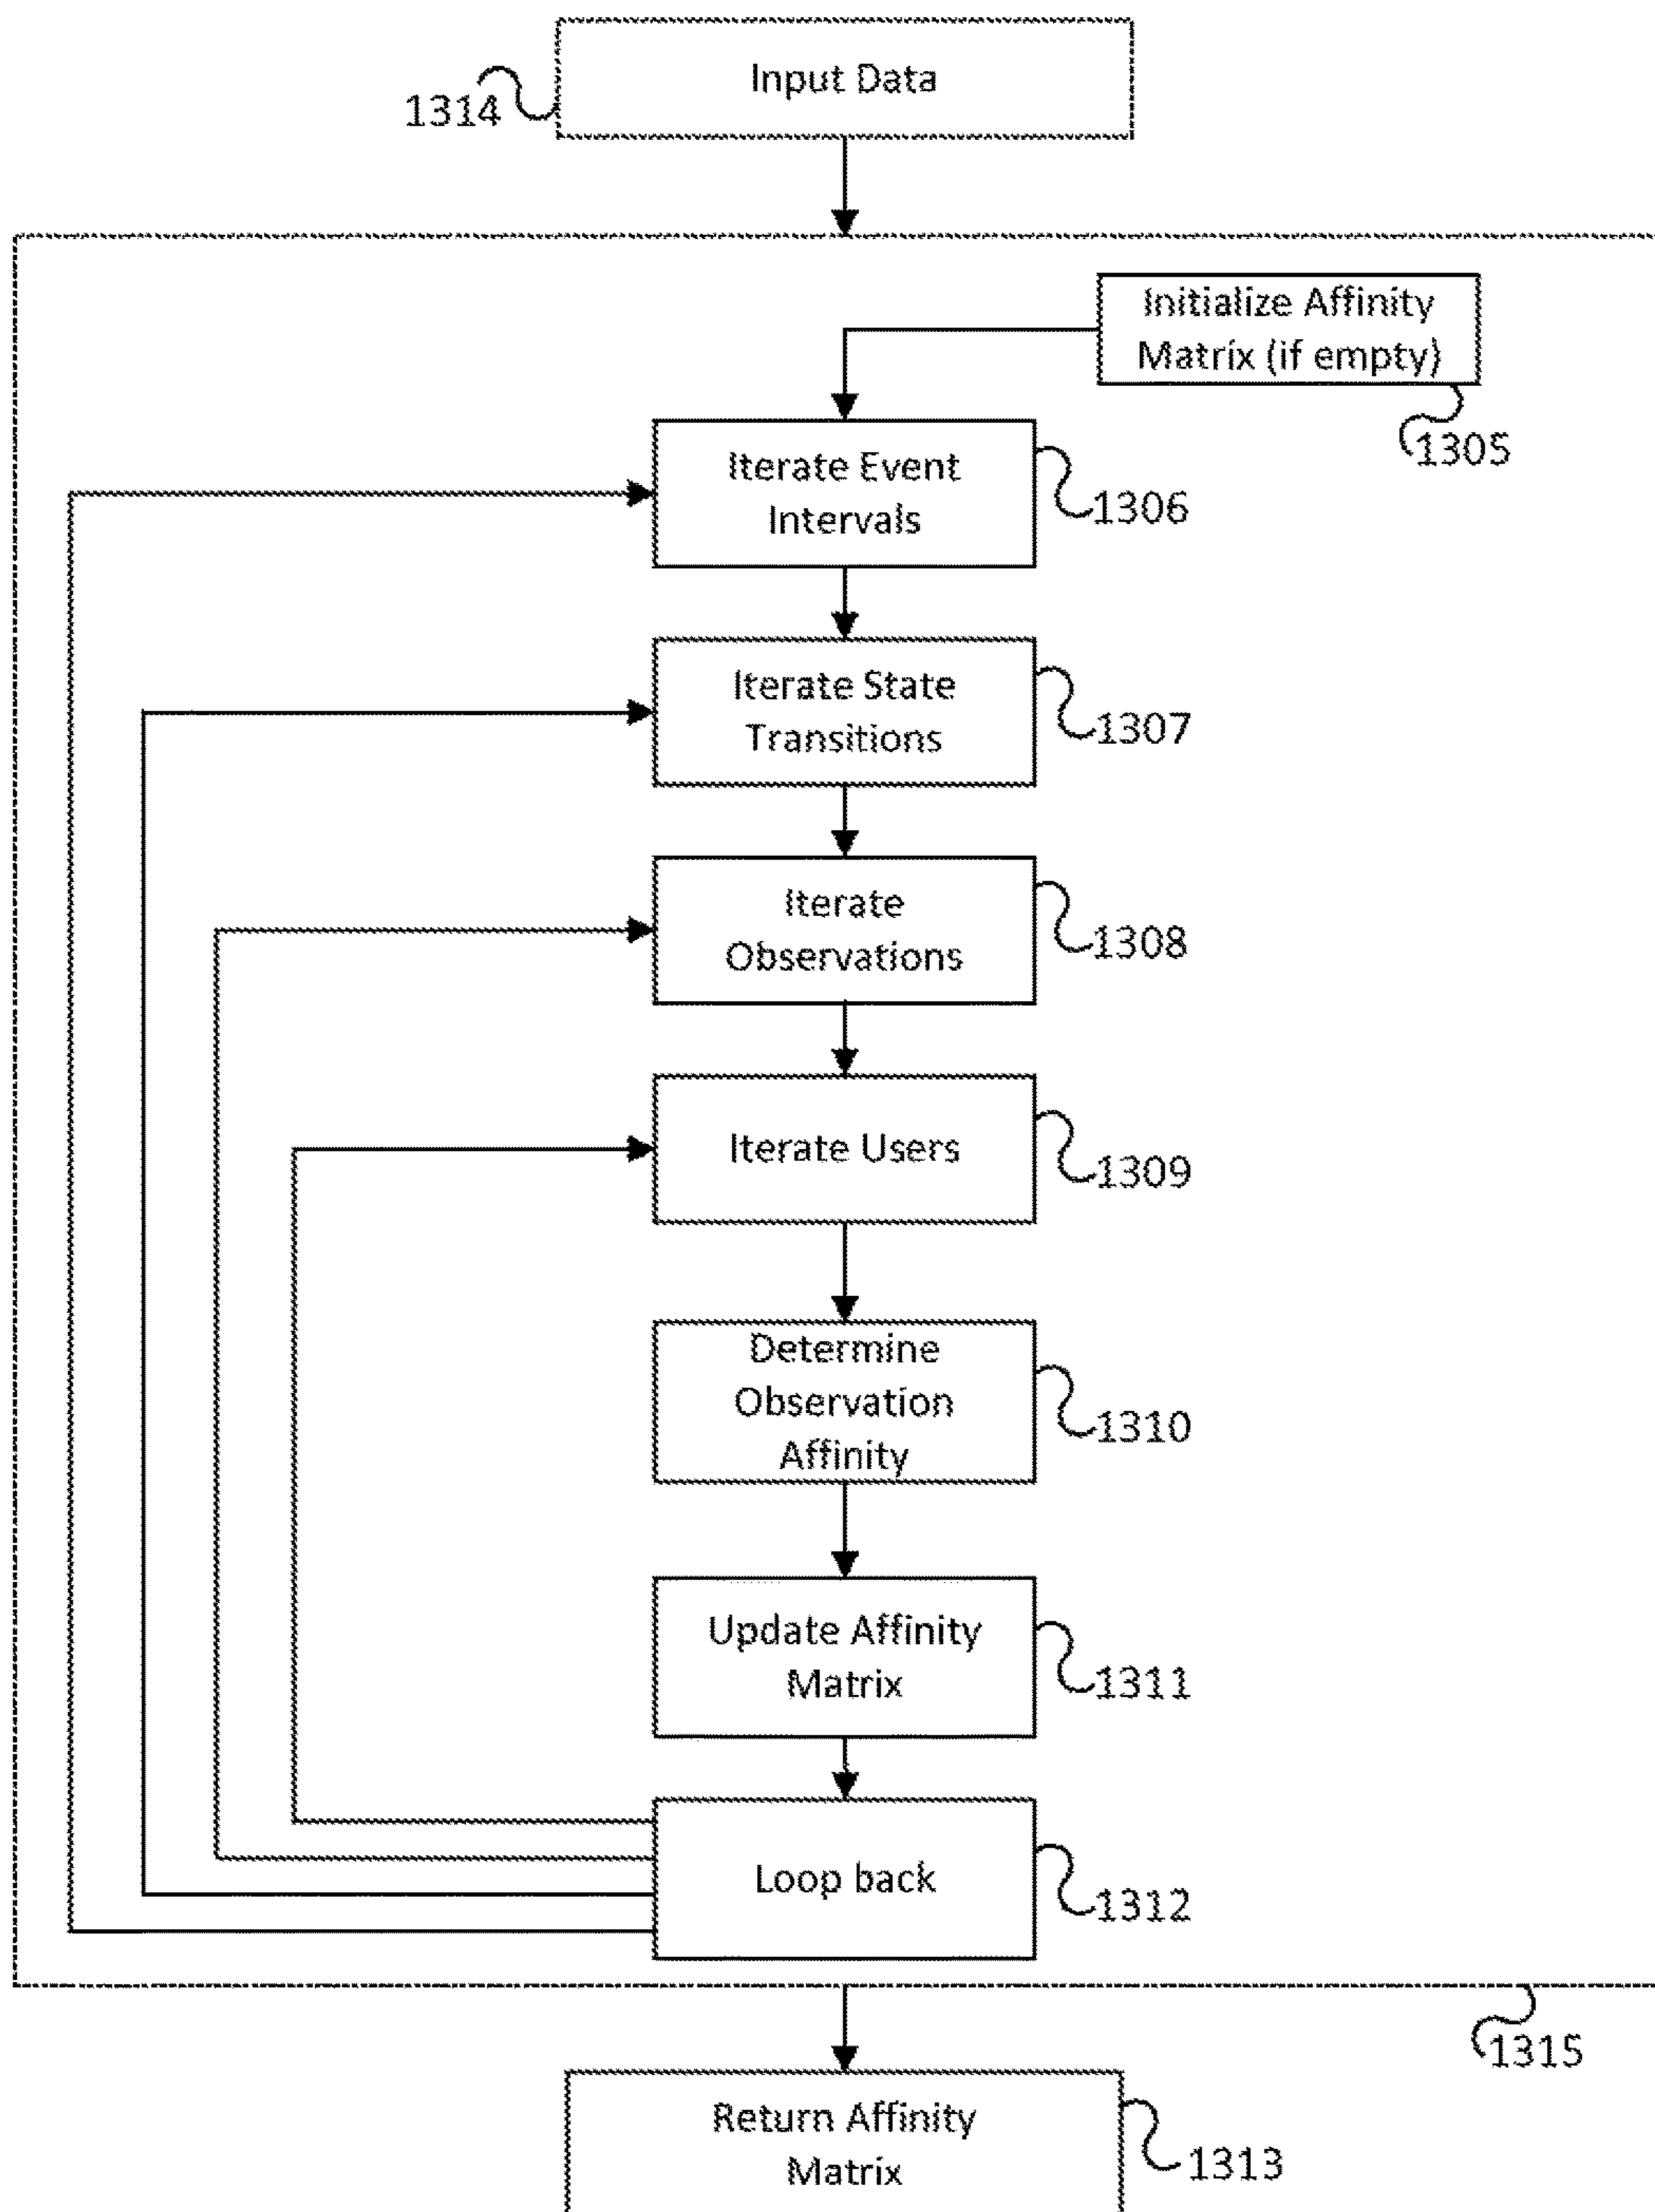 Input Data
1314
Initialize Affinity
Matrix (if empty)
1305
Iterate Event
Intervals
1306
Iterate State
Transitions
1307
Iterate
Observations
1308
Iterate Users
1309
Determine
Observation
Affinity
1310
Update Affinity
Matrix
1311
Loop back
1312
1315
Return Affinity
Matrix
1313